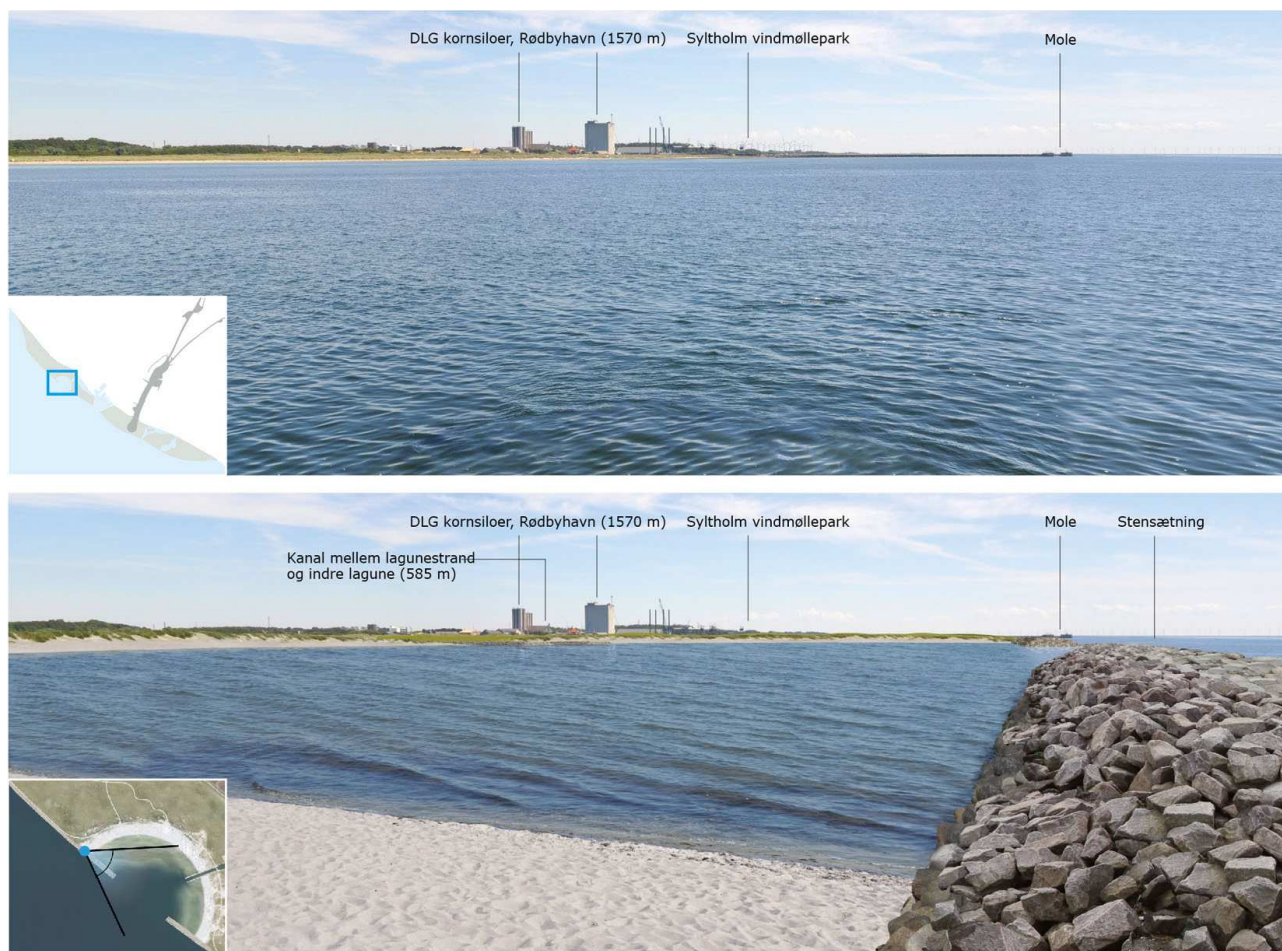 DLG kornsiloer, Rødbyhavn (1570 m)
Syltholm vindmøllepark
Mole
DLG kornsiloer, Rødbyhavn (1570 m)
Syltholm vindmøllepark
Mole
Stensætning
Kanal mellem lagunestrand
og indre lagune (585 m)